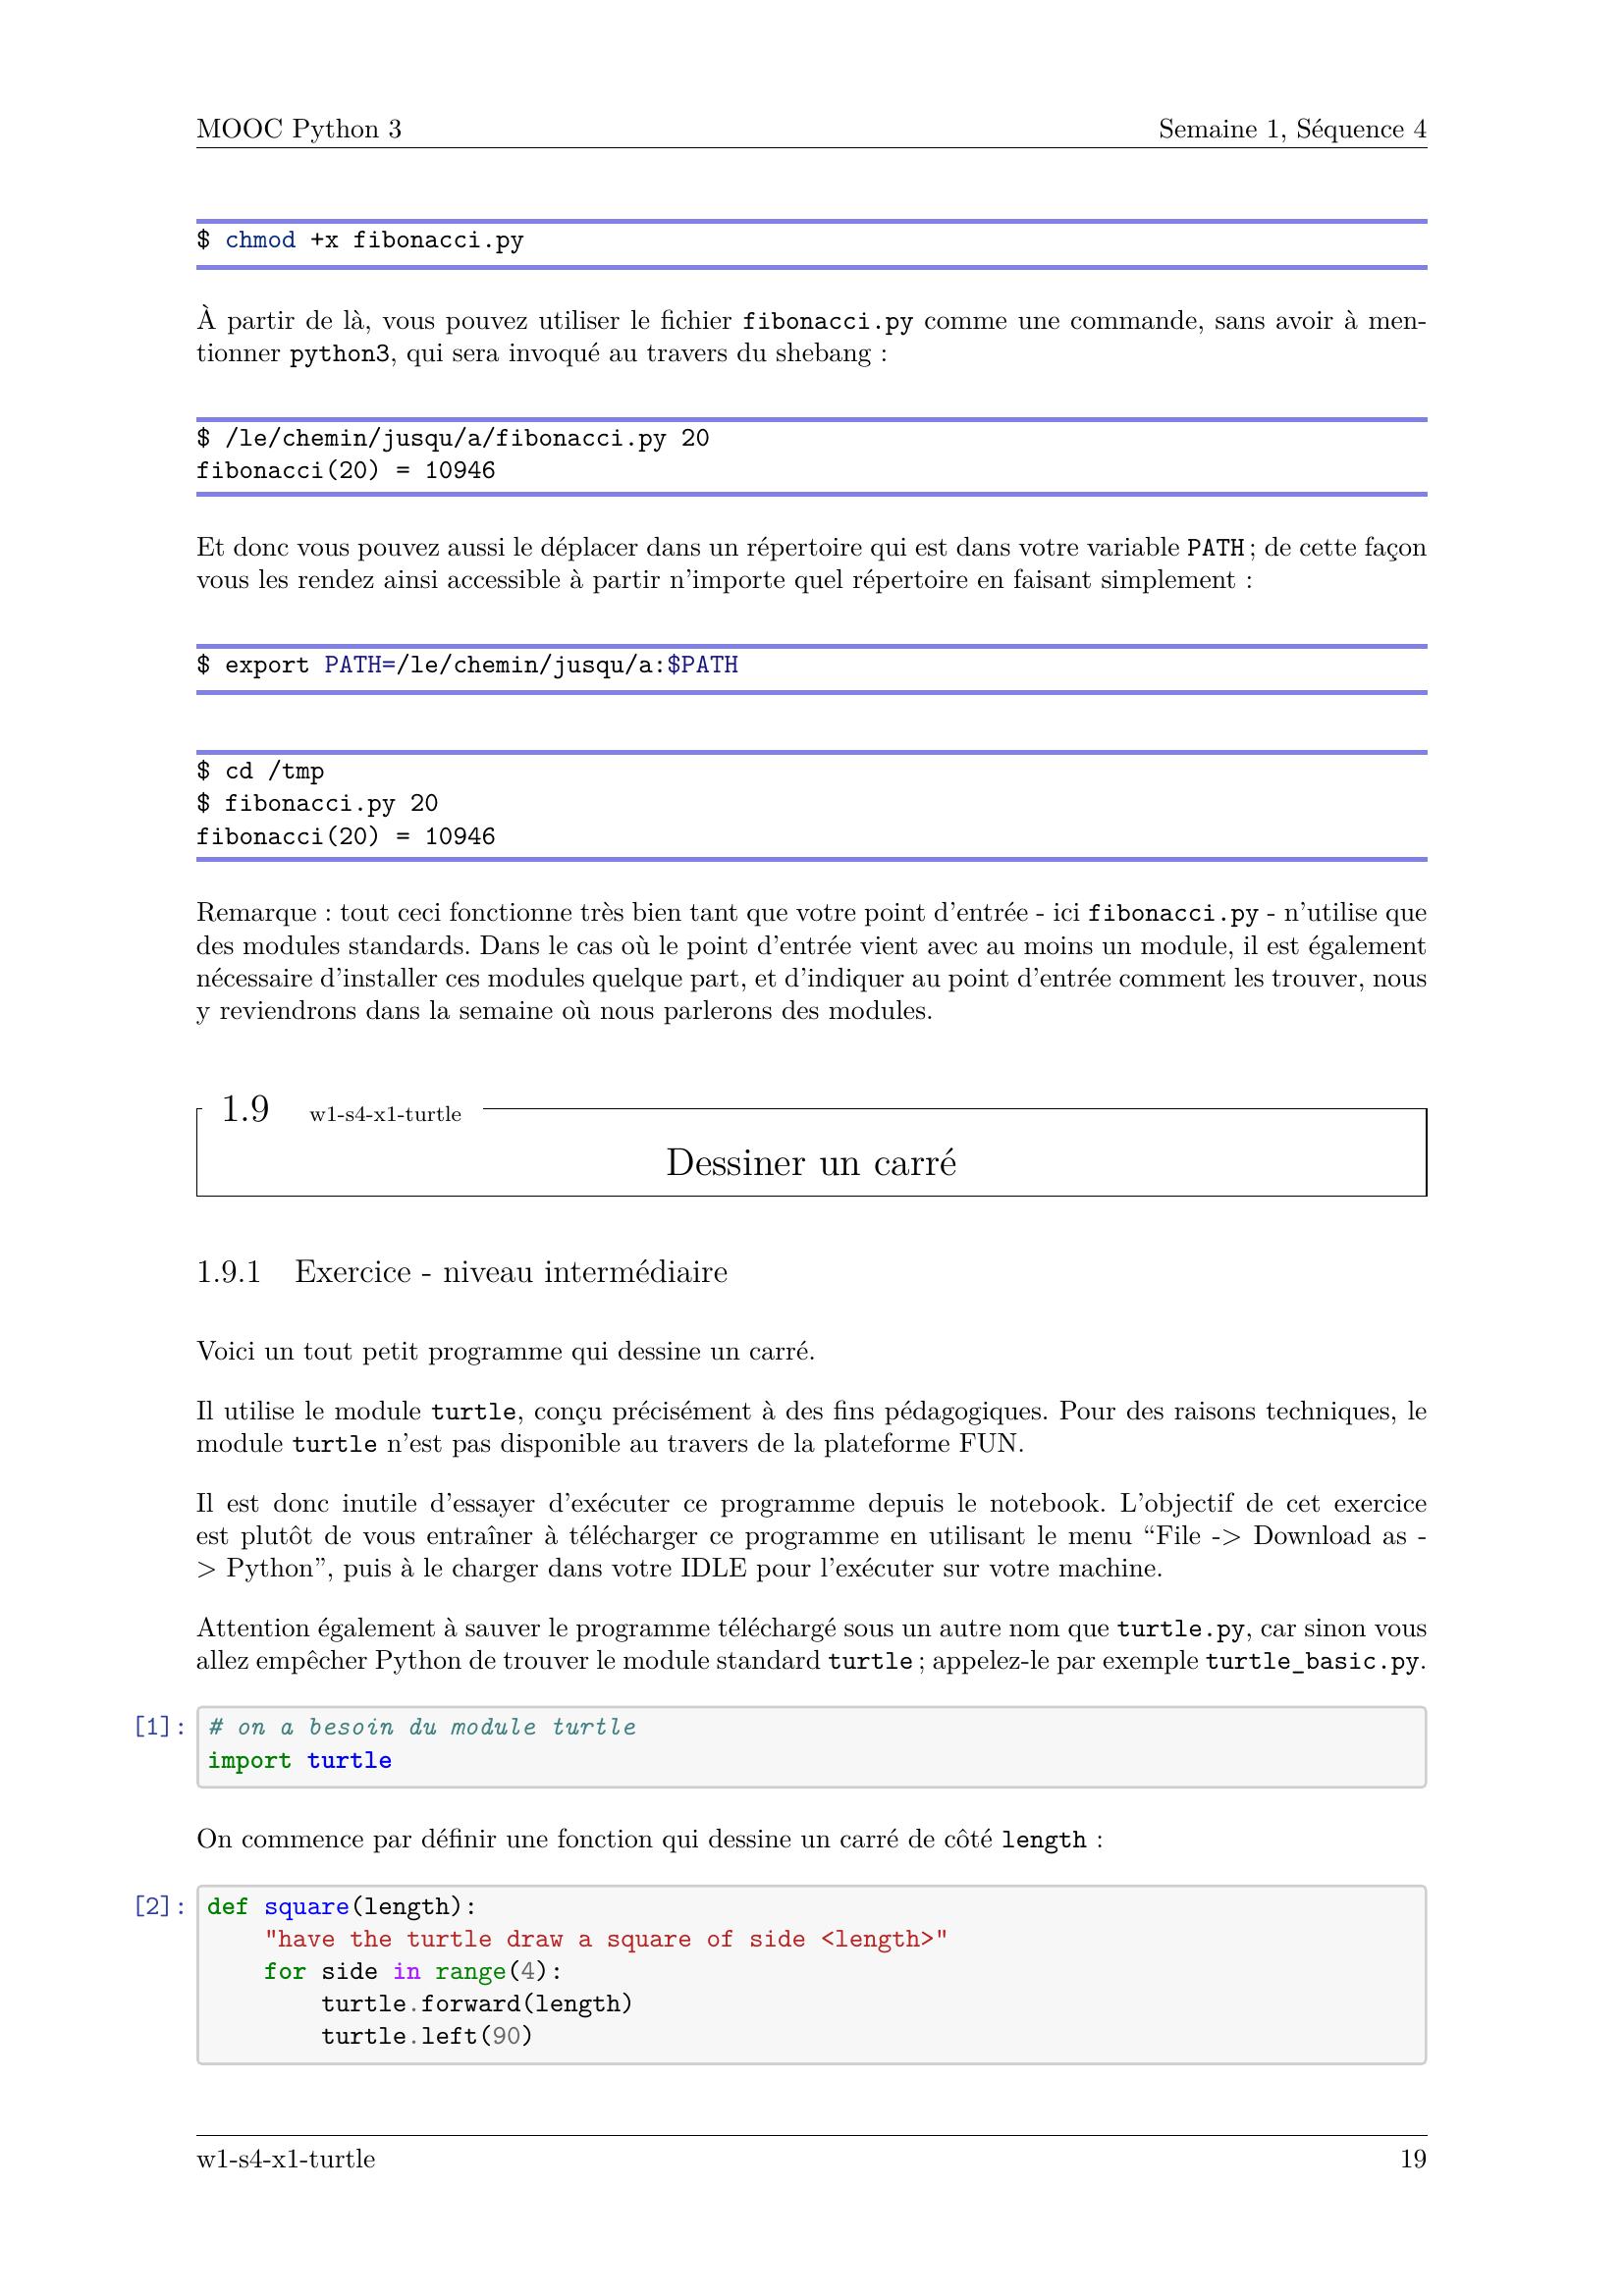 MOOC Python 3 Semaine 1, Séquence 4
$ chmod +x fibonacci.py
À partir de là, vous pouvez utiliser le fichier fibonacci.py comme une commande, sans avoir à men-
tionner python3, qui sera invoqué au travers du shebang :
$ /le/chemin/jusqu/a/fibonacci.py 20
fibonacci(20) = 10946
Et donc vous pouvez aussi le déplacer dans un répertoire qui est dans votre variable PATH ; de cette façon
vous les rendez ainsi accessible à partir n'importe quel répertoire en faisant simplement :
$ export PATH=/le/chemin/jusqu/a:$PATH
$ cd /tmp
$ fibonacci.py 20
fibonacci(20) = 10946
Remarque : tout ceci fonctionne très bien tant que votre point d'entrée - ici fibonacci.py - n'utilise que
des modules standards. Dans le cas où le point d'entrée vient avec au moins un module, il est également
nécessaire d'installer ces modules quelque part, et d'indiquer au point d'entrée comment les trouver, nous
y reviendrons dans la semaine où nous parlerons des modules.
1.9 w1-s4-x1-turtle
Dessiner un carré
1.9.1 Exercice - niveau intermédiaire
Voici un tout petit programme qui dessine un carré.
Il utilise le module turtle, conçu précisément à des fins pédagogiques. Pour des raisons techniques, le
module turtle n'est pas disponible au travers de la plateforme FUN.
Il est donc inutile d'essayer d'exécuter ce programme depuis le notebook. L'objectif de cet exercice
est plutôt de vous entraîner à télécharger ce programme en utilisant le menu “File -> Download as -
> Python”, puis à le charger dans votre IDLE pour l'exécuter sur votre machine.
Attention également à sauver le programme téléchargé sous un autre nom que turtle.py, car sinon vous
allez empêcher Python de trouver le module standard turtle ; appelez-le par exemple turtle_basic.py.
[1]: # on a besoin du module turtle
import turtle
On commence par définir une fonction qui dessine un carré de côté length :
[2]: def square(length):
    "have the turtle draw a square of side <length>"
    for side in range(4):
        turtle.forward(length)
        turtle.left(90)
w1-s4-x1-turtle 19